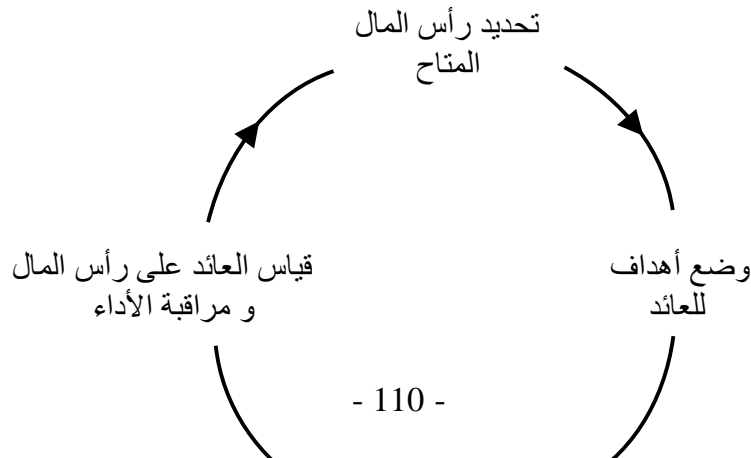 تحديد رأس المال
المتاح
وضع أهداف
للعائد
قياس العائد على رأس المال
و مراقبة الأداء
- 110 -